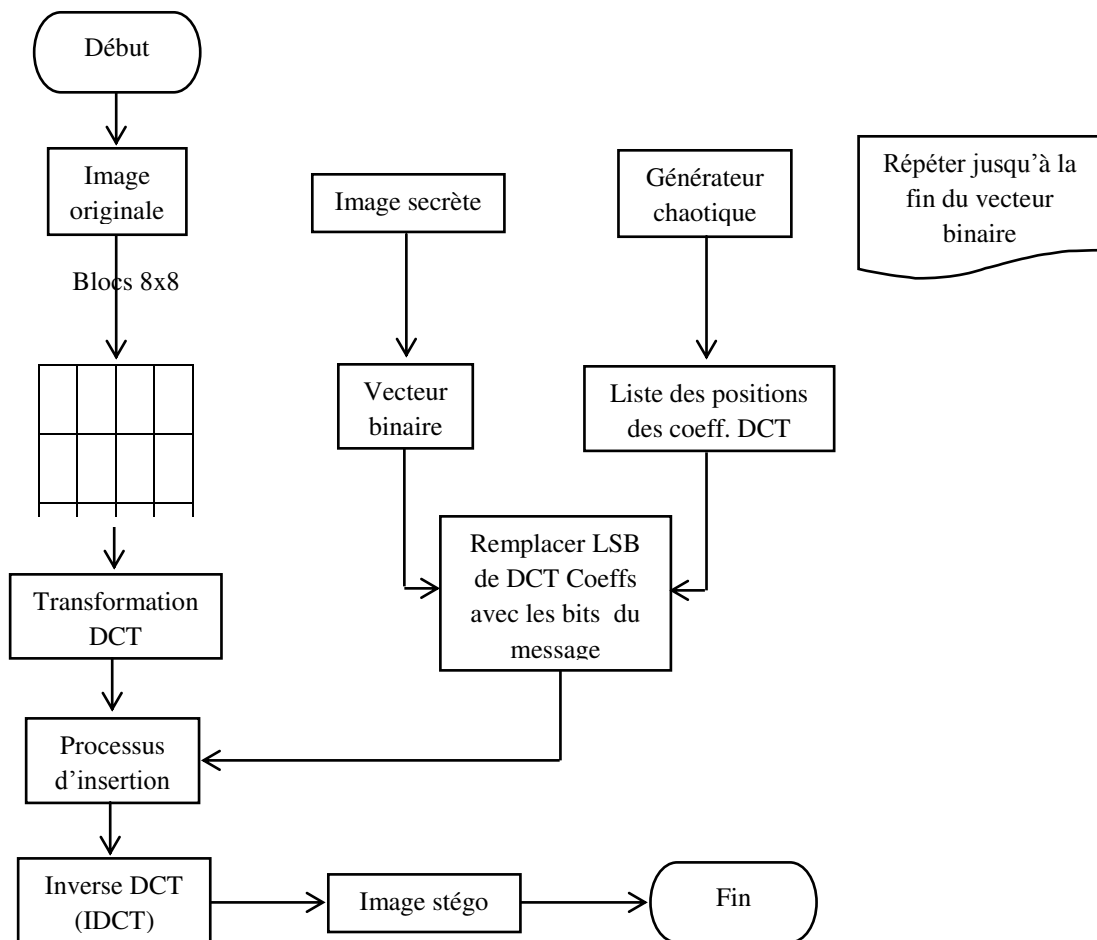 Début
Image
originale
Image secrète
Générateur
chaotique
Répéter jusqu’à la
fin du vecteur
binaire
Blocs 8x8
Vecteur
binaire
Liste des positions
des coeff. DCT
Remplacer LSB
de DCT Coeffs
avec les bits du
message
Transformation
DCT
Processus
d’insertion
Inverse DCT
(IDCT)
Image stégo
Fin